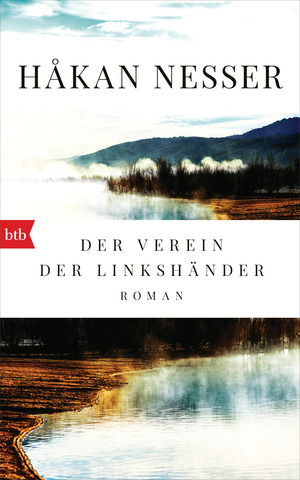 HÅKAN NESSER
btb
DER VEREIN
DER LINKSHÄNDER
ROMAN